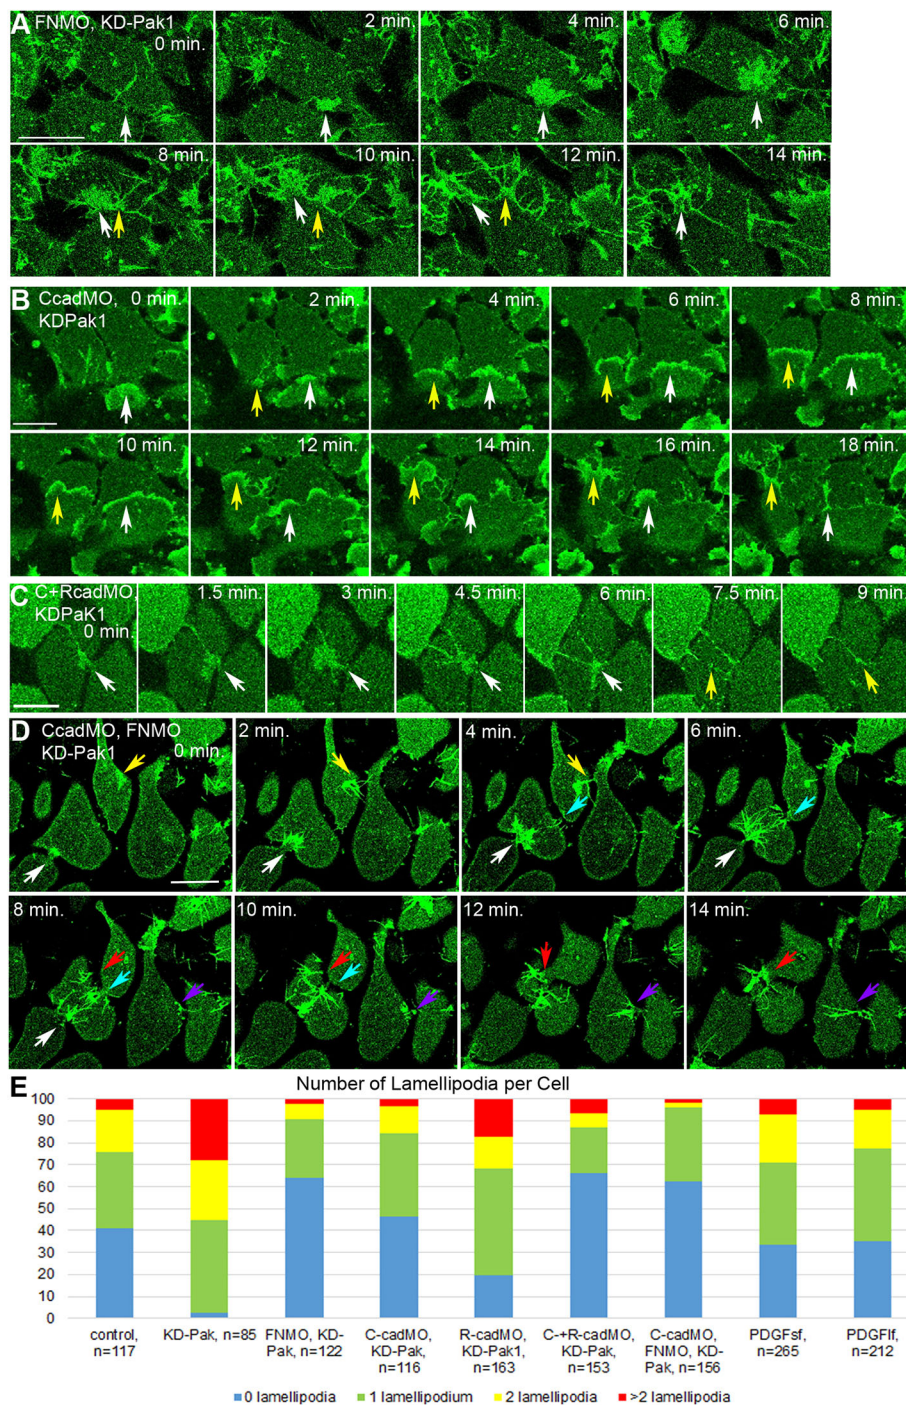 A FNMO, KD-Pak1
0 min.
2 min.
4 min.
6 min.
8 min.
10 min.
12 min.
14 min.
B CcadMO,
KDPak1
0 min.
2 min.
4 min.
6 min.
8 min.
10 min.
12 min.
14 min.
16 min.
18 min.
C C+RcadMO,
KDPaK1
0 min.
1.5 min.
3 min.
4.5 min.
6 min.
7.5 min.
9 min.
D CcadMO, FNMO
KD-Pak1
0 min.
2 min.
4 min.
6 min.
8 min.
10 min.
12 min.
14 min.
E Number of Lamellipodia per Cell
100
90
80
70
60
50
40
30
20
10
0
control,
n=117
KD-Pak, n=85
FNMO, KD-
Pak, n=122
C-cadMO,
KD-Pak,
n=116
R-cadMO,
KD-Pak1,
n=163
C-+R-cadMO,
KD-Pak,
n=153
C-cadMO,
FNMO, KD-
Pak, n=156
PDGFsf,
n=265
PDGFlf,
n=212
0 lamellipodia
1 lamellipodium
2 lamellipodia
>2 lamellipodia